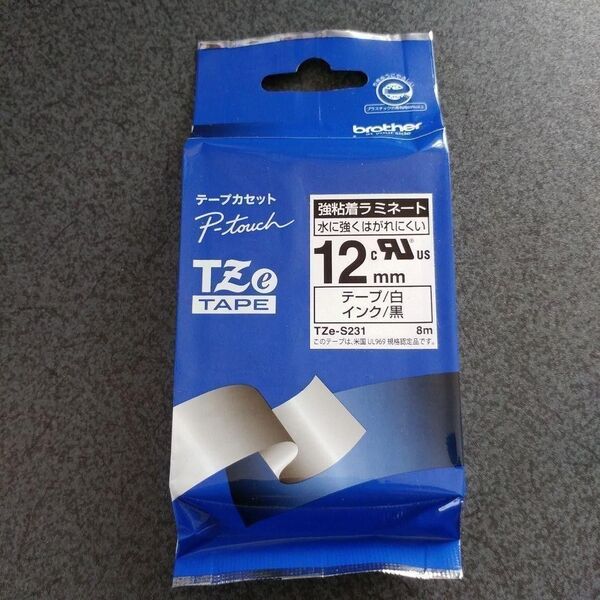 brother
テープカセット
P-touch
TZe
TAPE
強粘着ラミネート
水に強くはがれにくい
12mm
c RU US
テープ/白
インク/黒
TZe-S231 8m
このテープは、米国 UL969 規格認定品です。